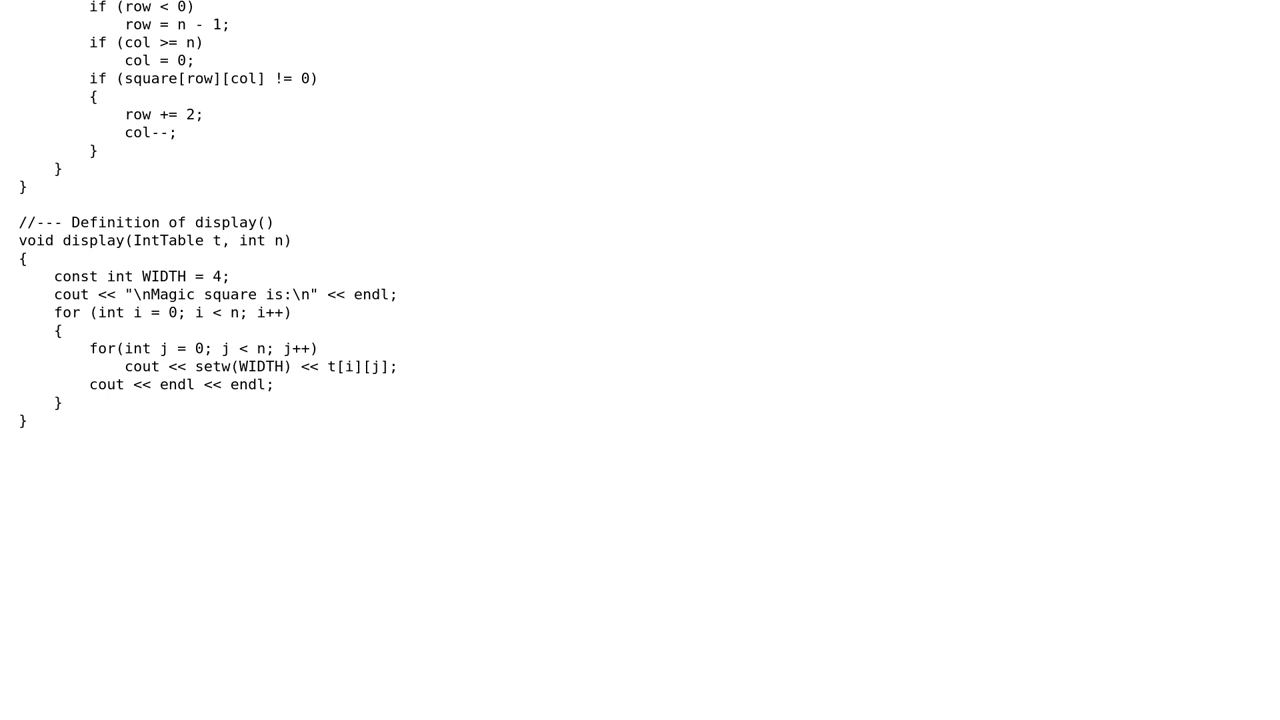 if (row < 0)
            row = n - 1;
        if (col >= n)
            col = 0;
        if (square[row][col] != 0)
        {
            row += 2;
            col--;
        }
    }
}

//--- Definition of display()
void display(IntTable t, int n)
{
    const int WIDTH = 4;
    cout << "\nMagic square is:\n" << endl;
    for (int i = 0; i < n; i++)
    {
        for(int j = 0; j < n; j++)
            cout << setw(WIDTH) << t[i][j];
        cout << endl << endl;
    }
}